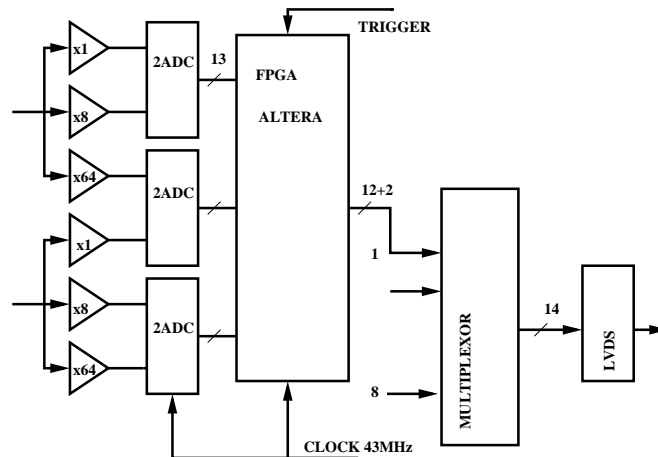 TRIGGER
x1
2ADC
13
FPGA
ALTERA
x8
x64
2ADC
12+2
x1
1
x8
2ADC
14
MULTIPLEXOR
LVDS
x64
8
CLOCK 43MHz